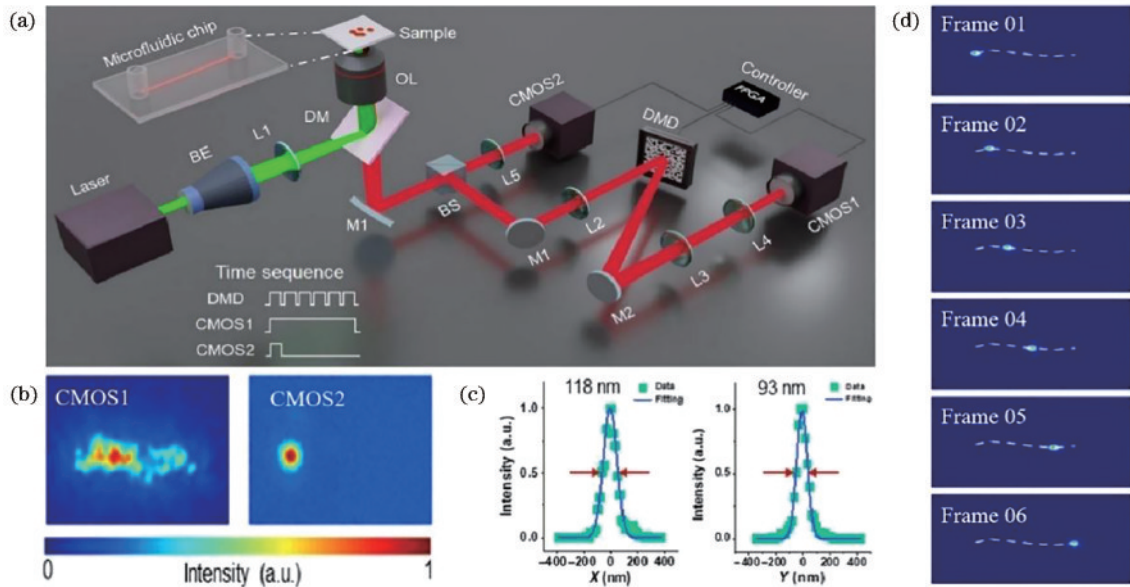 (a)
Microfluidic chip
Sample
OL
DM
L1
BE
Laser
M1
BS
L5
CMOS2
M1
L2
DMD
Controller
FPGA
CMOS1
L4
L3
M2
Time sequence
DMD
CMOS1
CMOS2
(b)
CMOS1
CMOS2
0
1
Intensity (a.u.)
(c)
118 nm
Data
Fitting
Intensity (a.u.)
1.0
0.5
0.0
-400 -200 0 200 400
X (nm)
93 nm
Data
Fitting
Intensity (a.u.)
1.0
0.5
0.0
-400 -200 0 200 400
Y (nm)
(d)
Frame 01
Frame 02
Frame 03
Frame 04
Frame 05
Frame 06